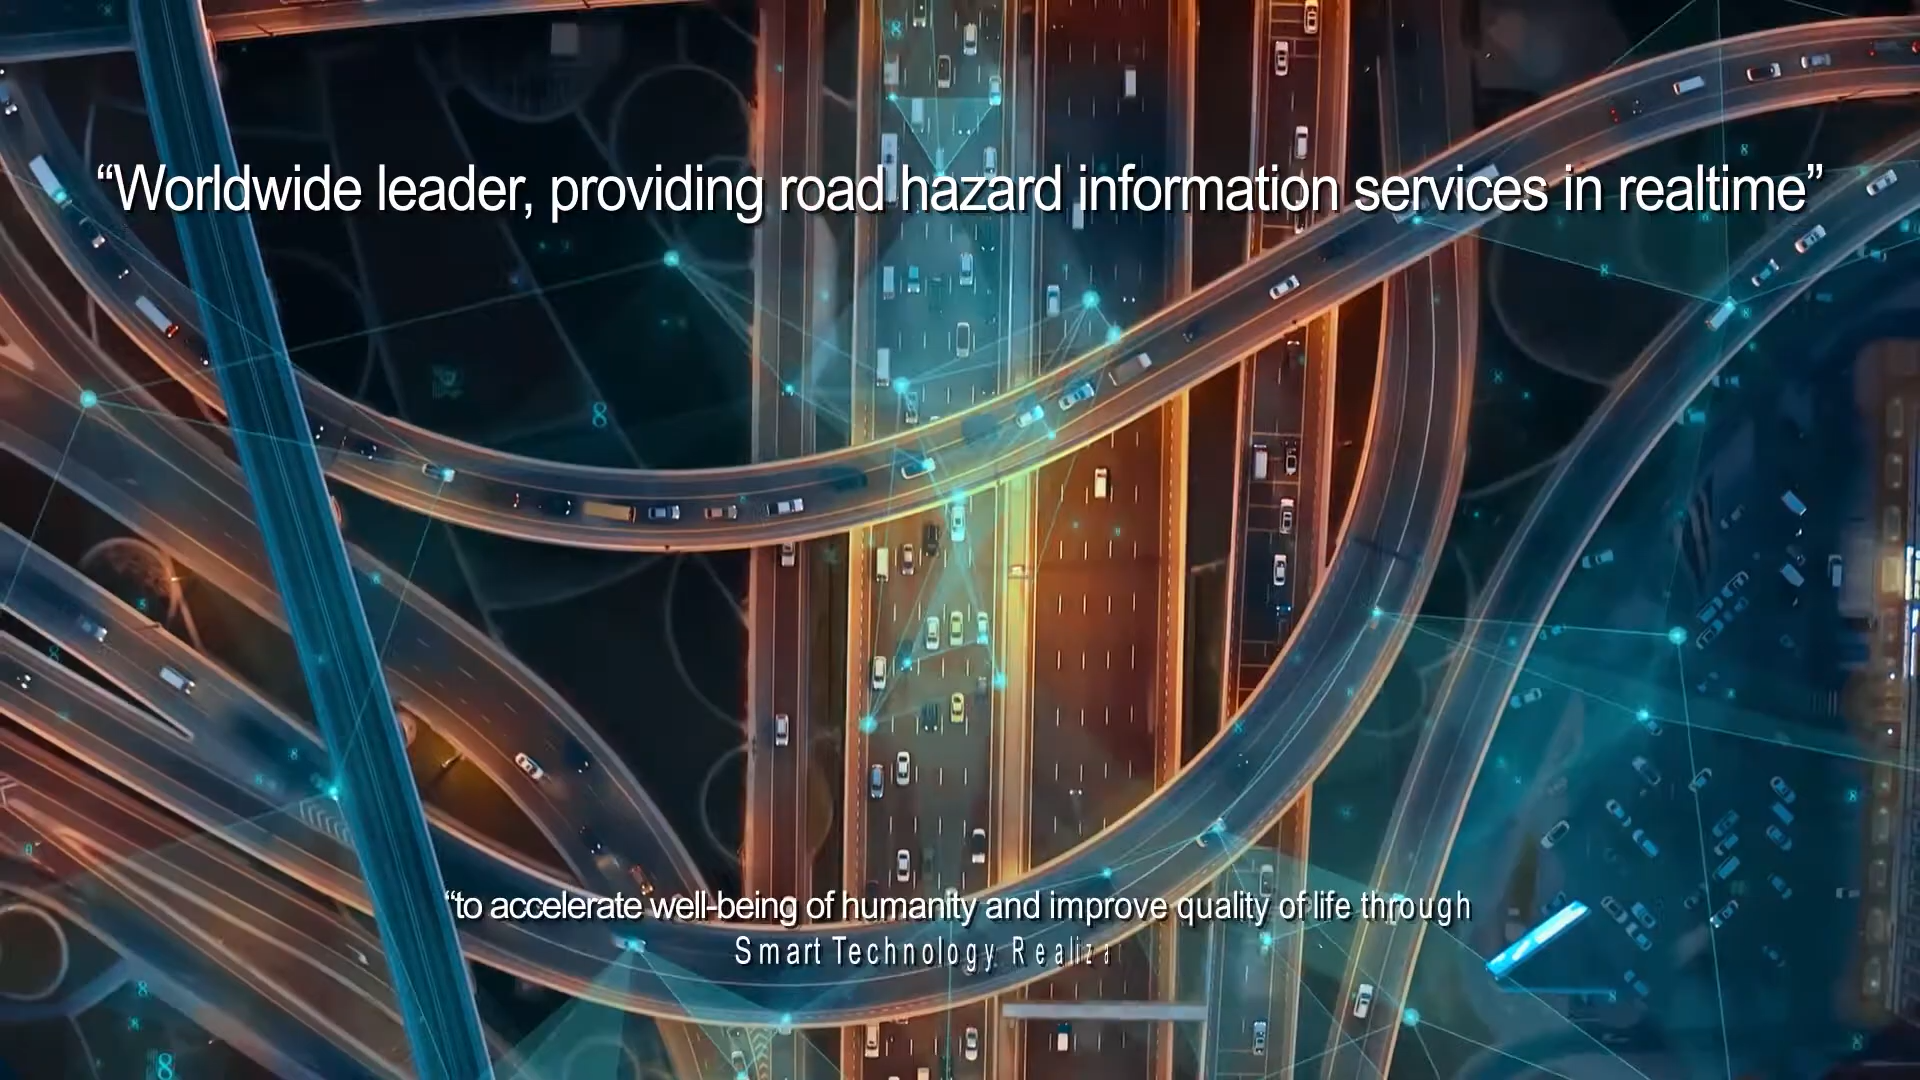 “Worldwide leader, providing road hazard information services in realtime”
“to accelerate well-being of humanity and improve quality of life through
Smart Technology Realiza